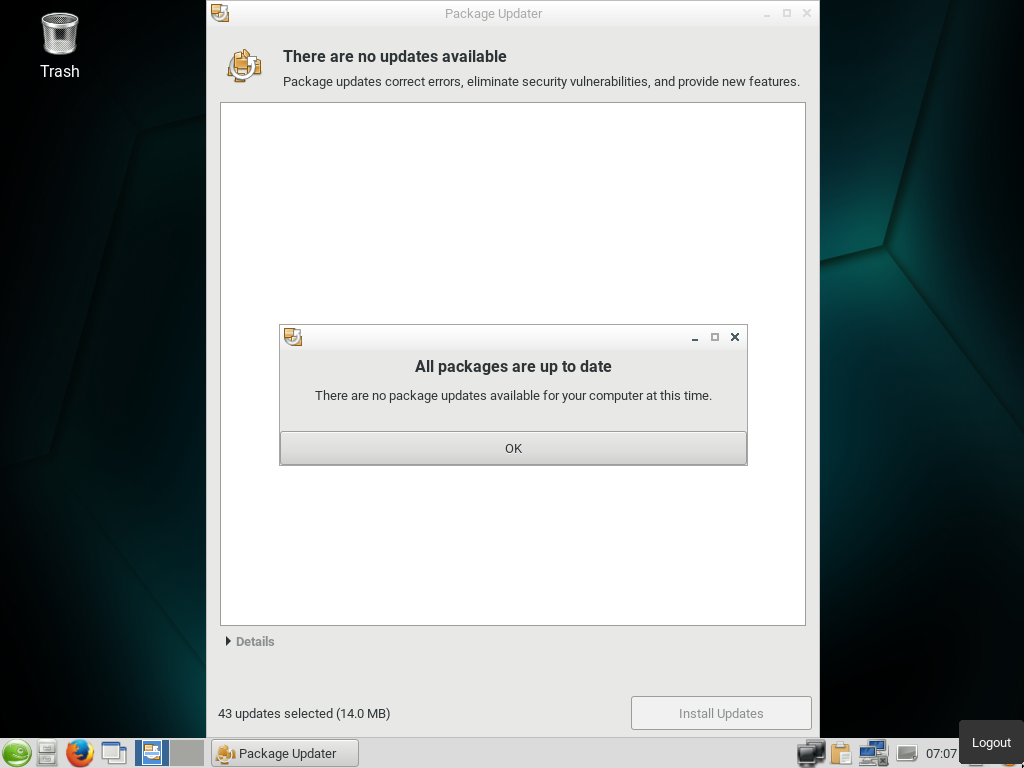 Package Updater
Trash
There are no updates available
Package updates correct errors, eliminate security vulnerabilities, and provide new features.
All packages are up to date
There are no package updates available for your computer at this time.
OK
Details
43 updates selected (14.0 MB)
Install Updates
Package Updater
07:07
Logout